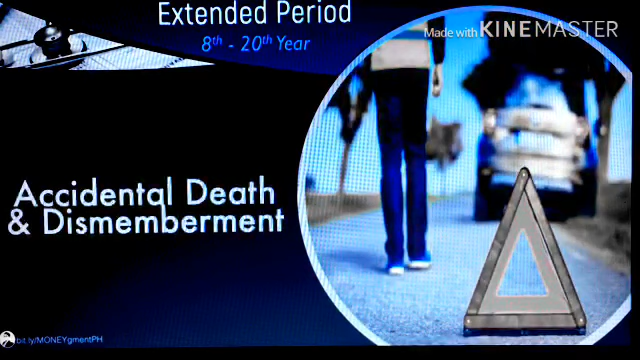 Extended Period
8th - 20th Year
Made with KINEMASTER
Accidental Death
& Dismemberment
bit.ly/MONEYgmentPH